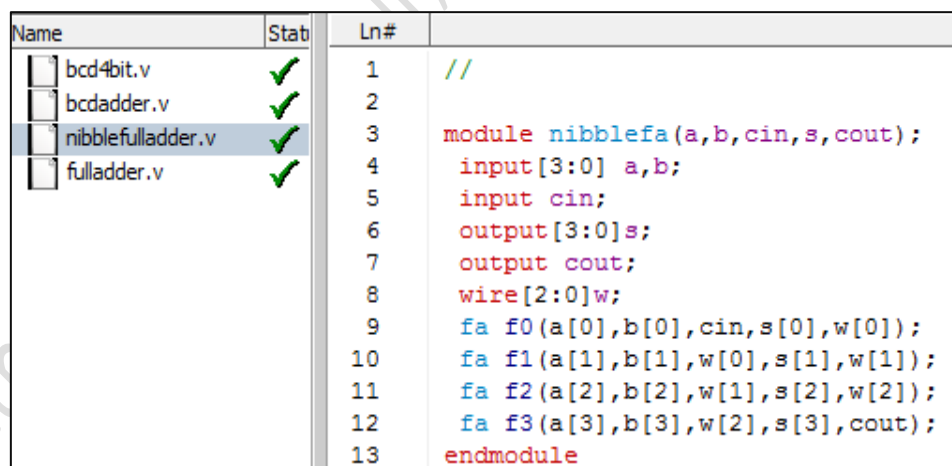 Name Statu
bcd4bit.v
bcdadder.v
nibblefulladder.v
fulladder.v
Ln#
1 //
2
3 module nibblefa(a,b,cin,s,cout);
4 input[3:0] a,b;
5 input cin;
6 output[3:0]s;
7 output cout;
8 wire[2:0]w;
9 fa f0(a[0],b[0],cin,s[0],w[0]);
10 fa f1(a[1],b[1],w[0],s[1],w[1]);
11 fa f2(a[2],b[2],w[1],s[2],w[2]);
12 fa f3(a[3],b[3],w[2],s[3],cout);
13 endmodule